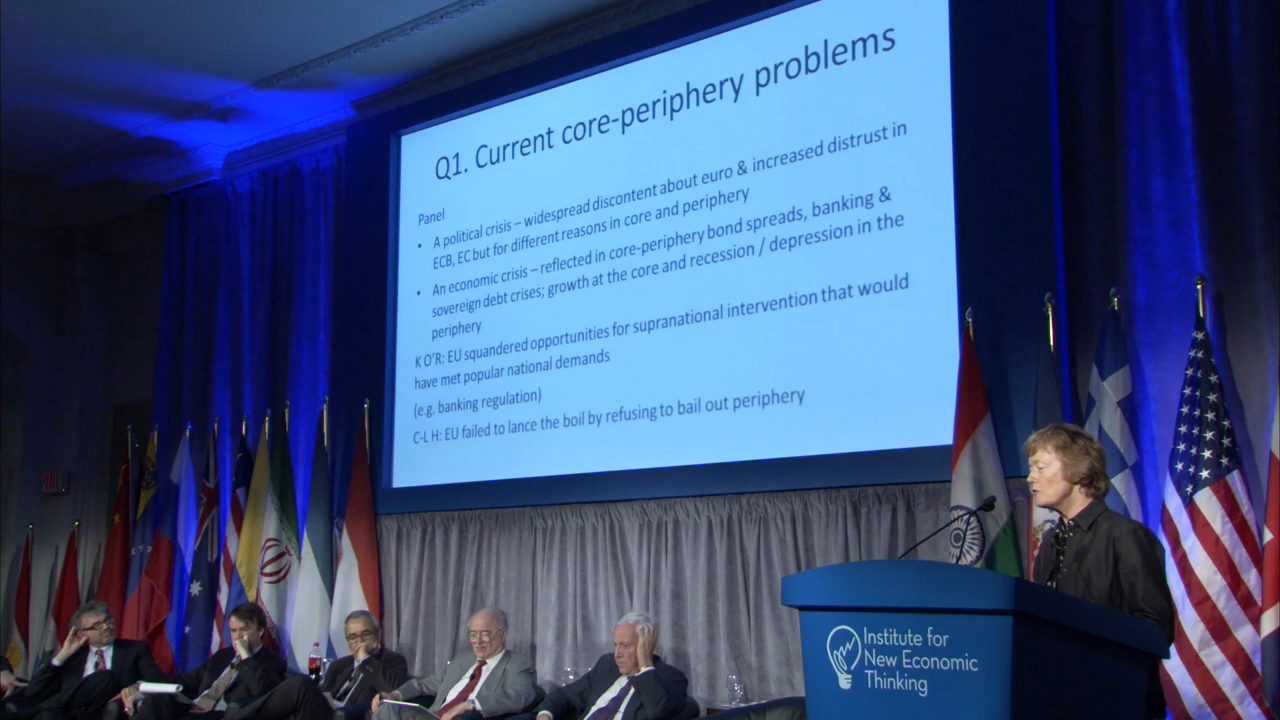 Q1. Current core-periphery problems
Panel
• A political crisis – widespread discontent about euro & increased distrust in
ECB, EC but for different reasons in core and periphery
• An economic crisis – reflected in core-periphery bond spreads, banking &
sovereign debt crises; growth at the core and recession / depression in the
periphery
K O'R: EU squandered opportunities for supranational intervention that would
have met popular national demands
(e.g. banking regulation)
C-L H: EU failed to lance the boil by refusing to bail out periphery
Institute for
New Economic
Thinking